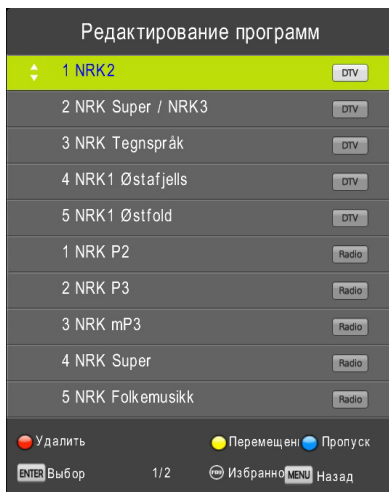 Редактирование программ
1 NRK2 DTV
2 NRK Super / NRK3 DTV
3 NRK Tegnspråk DTV
4 NRK1 Østafjells DTV
5 NRK1 Østfold DTV
1 NRK P2 Radio
2 NRK P3 Radio
3 NRK mP3 Radio
4 NRK Super Radio
5 NRK Folkemusikk Radio
Удалить Перемещен Пропуск
ENTER Выбор 1/2 FAV Избранно MENU Назад